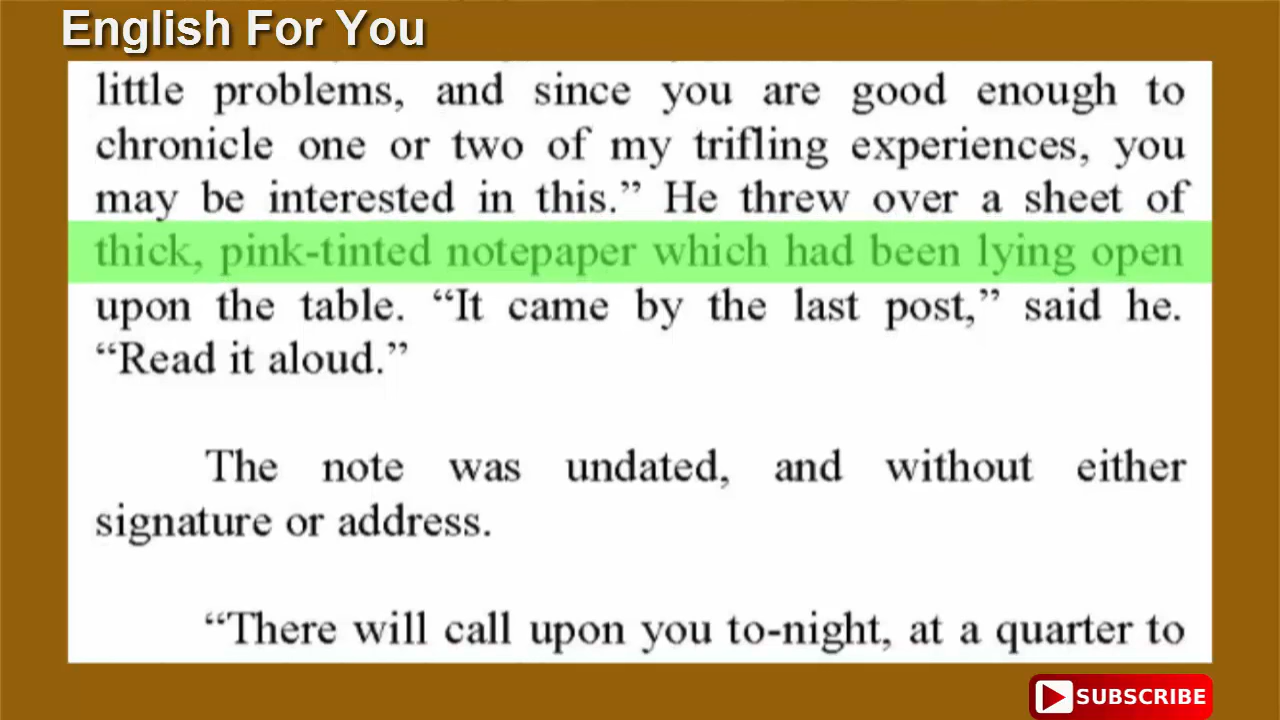 English For You
little problems, and since you are good enough to
chronicle one or two of my trifling experiences, you
may be interested in this.” He threw over a sheet of
thick, pink-tinted notepaper which had been lying open
upon the table. “It came by the last post,” said he.
“Read it aloud.”
The note was undated, and without either
signature or address.
“There will call upon you to-night, at a quarter to
SUBSCRIBE